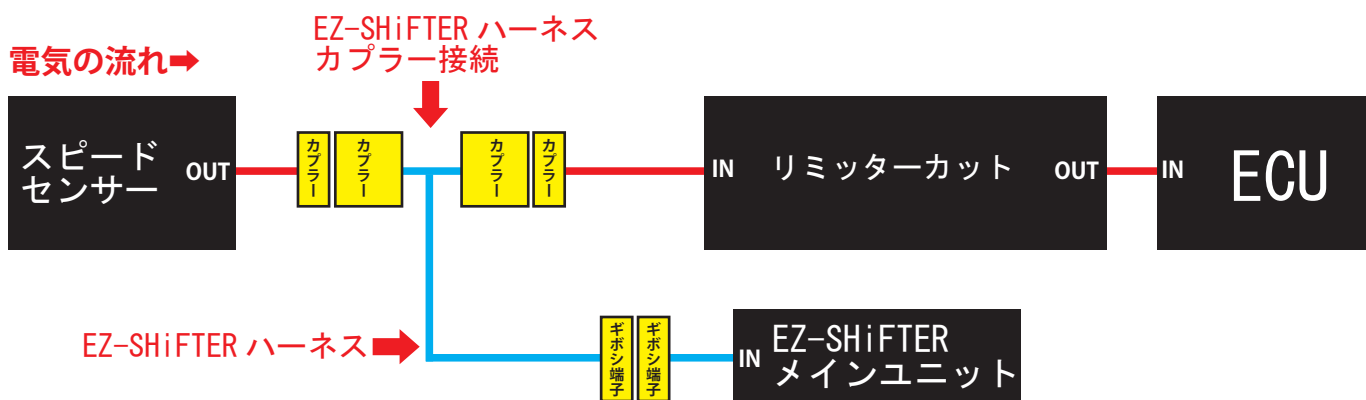 EZ-SHiFTER ハーネス
カプラー接続
電気の流れ➡
スピード
センサー
OUT
カプラー
カプラー
カプラー
カプラー
IN
リミッターカット
OUT
IN
ECU
EZ-SHiFTER ハーネス
ギボシ端子
ギボシ端子
IN
EZ-SHiFTER
メインユニット